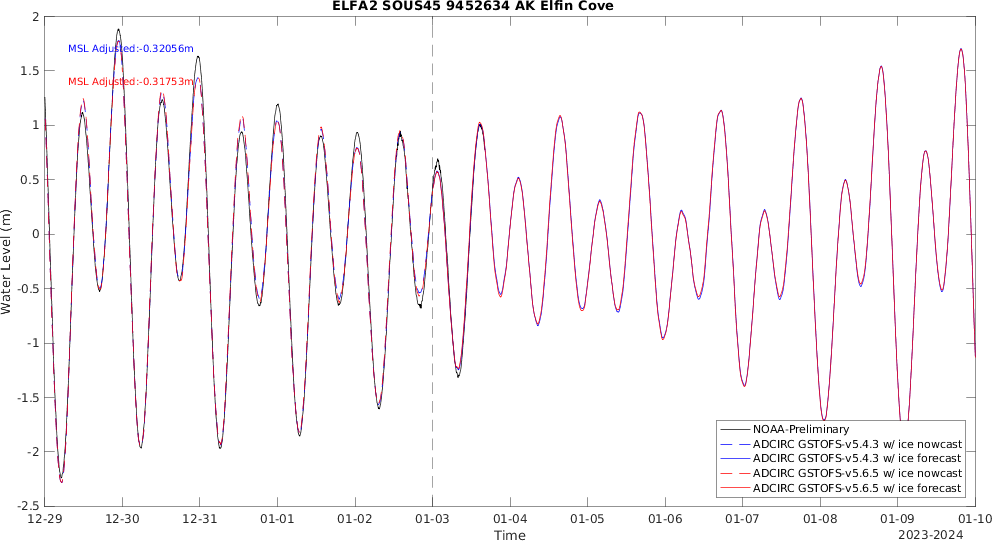 ELFA2 SOUS45 9452634 AK Elfin Cove
2
1.5
1
0.5
0
-0.5
-1
-1.5
-2
-2.5
Water Level (m)
MSL Adjusted:-0.32056m
MSL Adjusted:-0.31753m
NOAA-Preliminary
ADCIRC GSTOFS-v5.4.3 w/ ice nowcast
ADCIRC GSTOFS-v5.4.3 w/ ice forecast
ADCIRC GSTOFS-v5.6.5 w/ ice nowcast
ADCIRC GSTOFS-v5.6.5 w/ ice forecast
12-29 12-30 12-31 01-01 01-02 01-03 01-04 01-05 01-06 01-07 01-08 01-09 01-10
Time
2023-2024